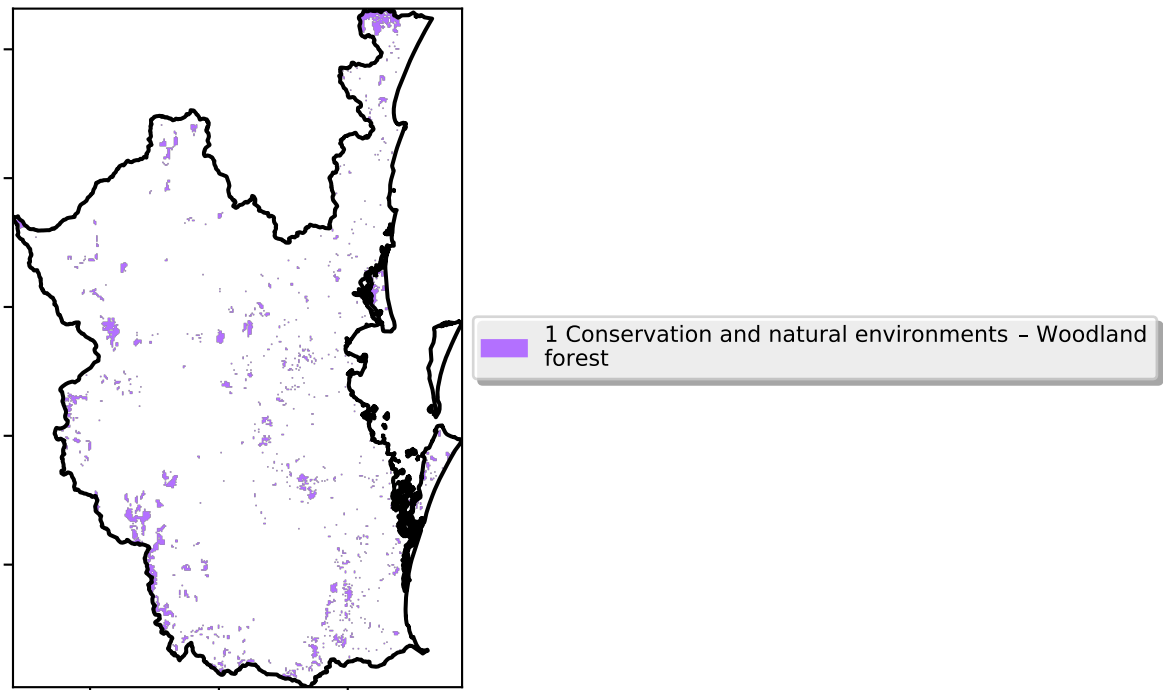 1 Conservation and natural environments – Woodland
forest